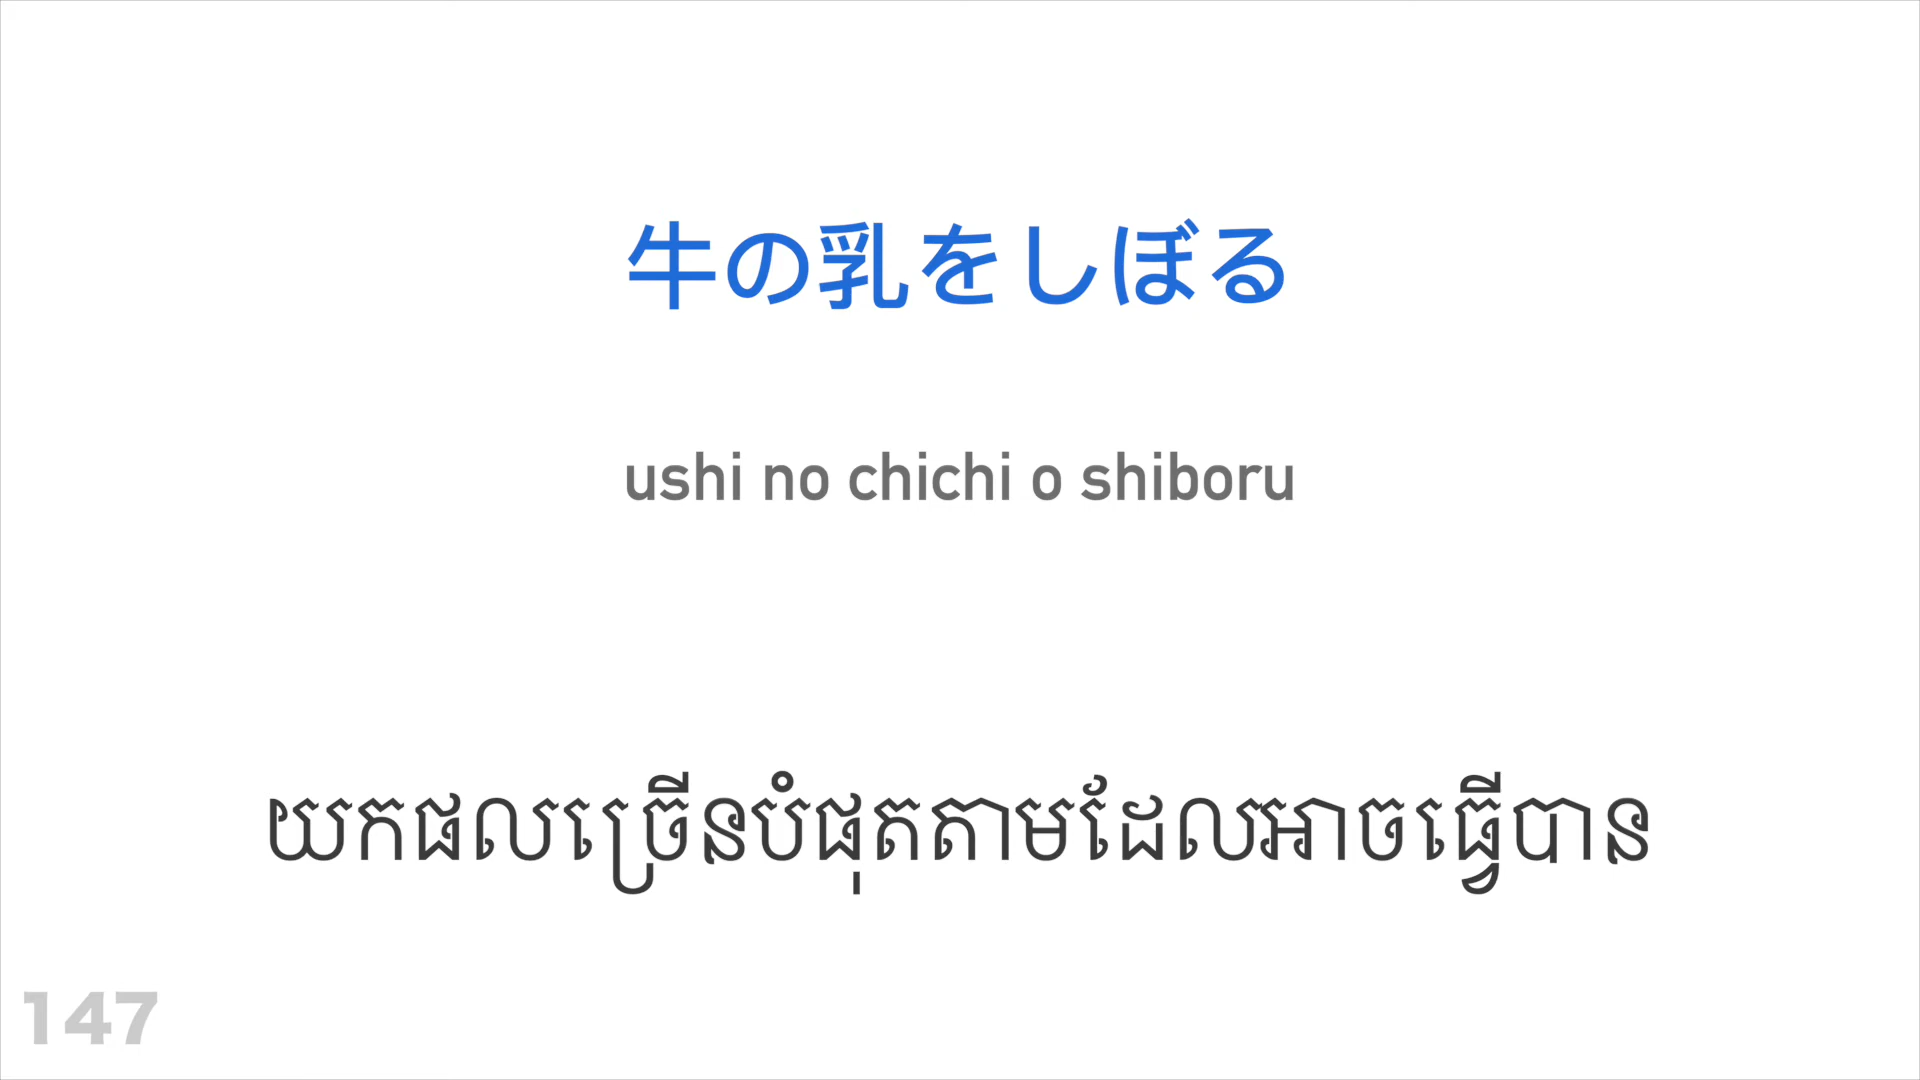 牛の乳をしぼる
ushi no chichi o shiboru
យកផលច្រើនបំផុតតាមដែលអាចធ្វើបាន
147